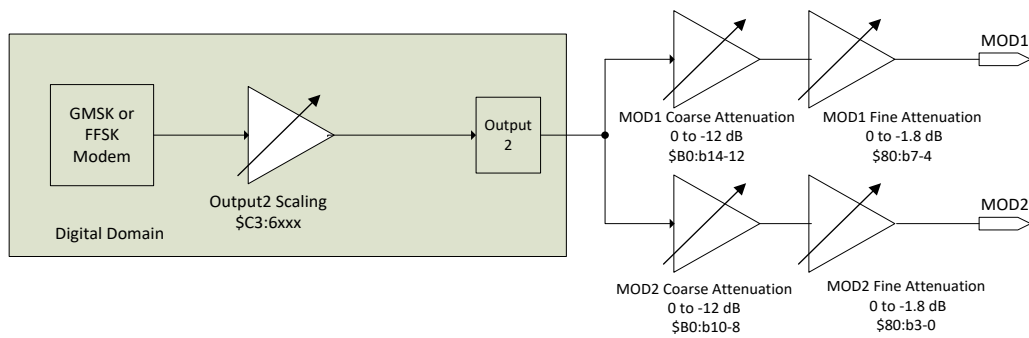 GMSK or
FFSK
Modem
Output2 Scaling
$C3:6xxx
Output
2
Digital Domain
MOD1 Coarse Attenuation
0 to -12 dB
$B0:b14-12
MOD1 Fine Attenuation
0 to -1.8 dB
$80:b7-4
MOD1
MOD2 Coarse Attenuation
0 to -12 dB
$B0:b10-8
MOD2 Fine Attenuation
0 to -1.8 dB
$80:b3-0
MOD2